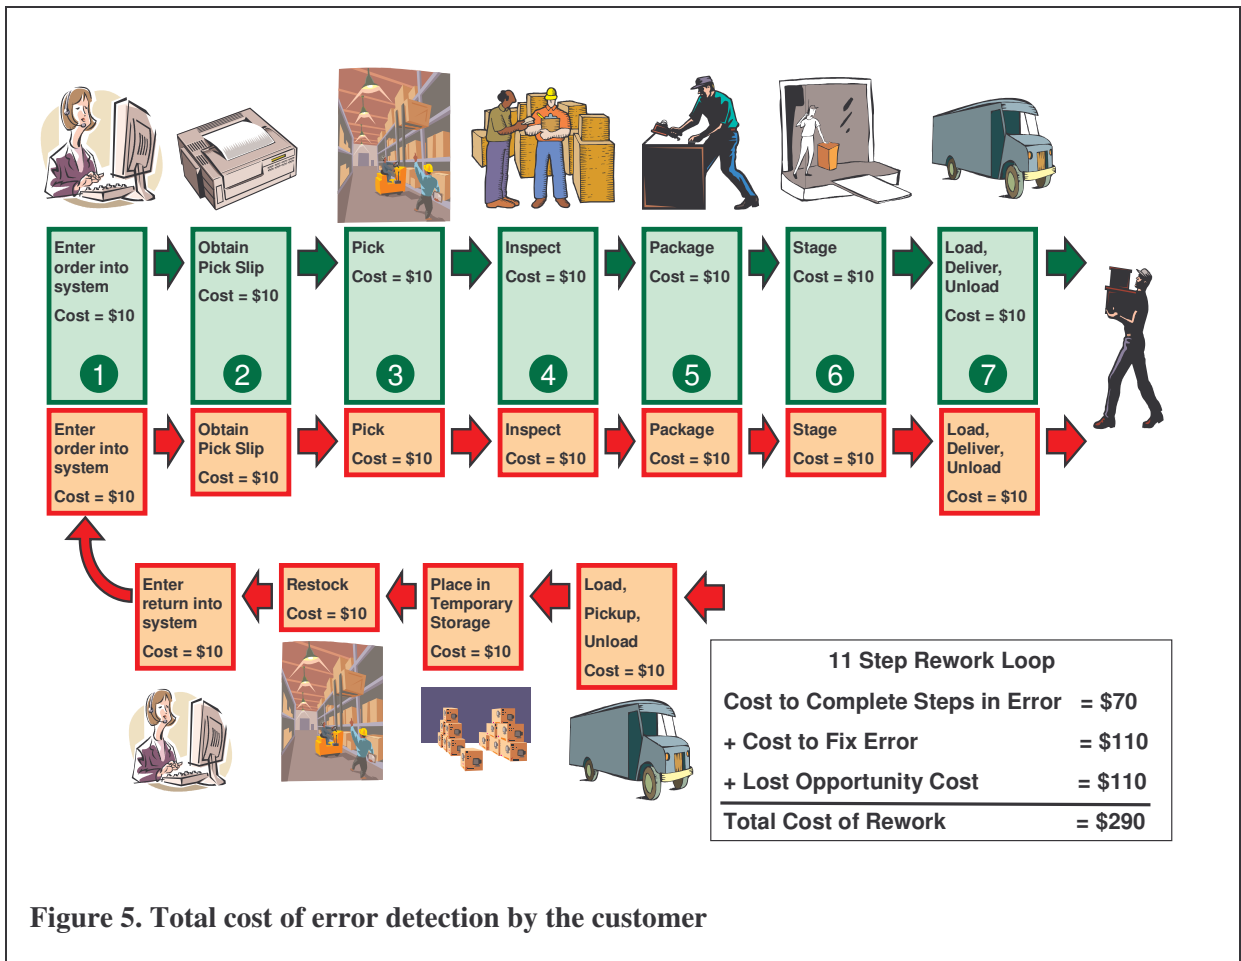 Enter
order into
system
Cost = $10
1
Obtain
Pick Slip
Cost = $10
2
Pick
Cost = $10
3
Inspect
Cost = $10
4
Package
Cost = $10
5
Stage
Cost = $10
6
Load,
Deliver,
Unload
Cost = $10
7
Enter
order into
system
Cost = $10
Obtain
Pick Slip
Cost = $10
Pick
Cost = $10
Inspect
Cost = $10
Package
Cost = $10
Stage
Cost = $10
Load,
Deliver,
Unload
Cost = $10
Enter
return into
system
Cost = $10
Restock
Cost = $10
Place in
Temporary
Storage
Cost = $10
Load,
Pickup,
Unload
Cost = $10
11 Step Rework Loop
Cost to Complete Steps in Error = $70
+ Cost to Fix Error = $110
+ Lost Opportunity Cost = $110
Total Cost of Rework = $290
Figure 5. Total cost of error detection by the customer